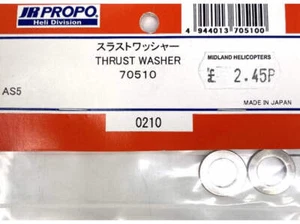 JR PROPO
Heli Division
4 944013 705100
スラストワッシャー
THRUST WASHER
70510
MIDLAND HELICOPTERS
£ 2.45P
AS5
MADE IN JAPAN
0210